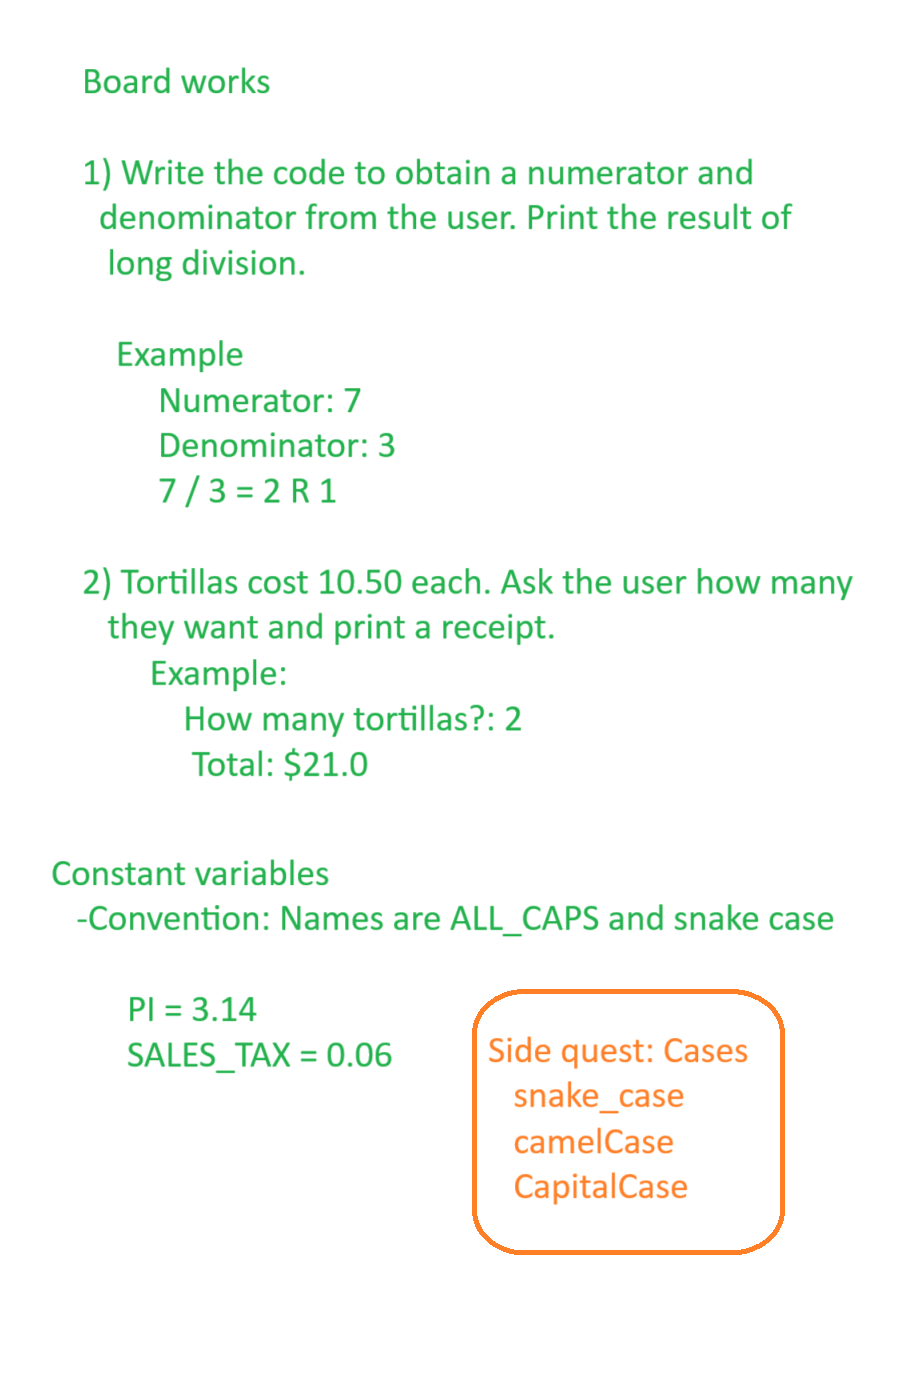 Board works
1) Write the code to obtain a numerator and
denominator from the user. Print the result of
long division.
Example
Numerator: 7
Denominator: 3
7 / 3 = 2 R 1
2) Tortillas cost 10.50 each. Ask the user how many
they want and print a receipt.
Example:
How many tortillas?: 2
Total: $21.0
Constant variables
-Convention: Names are ALL_CAPS and snake case
PI = 3.14
SALES_TAX = 0.06
Side quest: Cases
snake_case
camelCase
CapitalCase